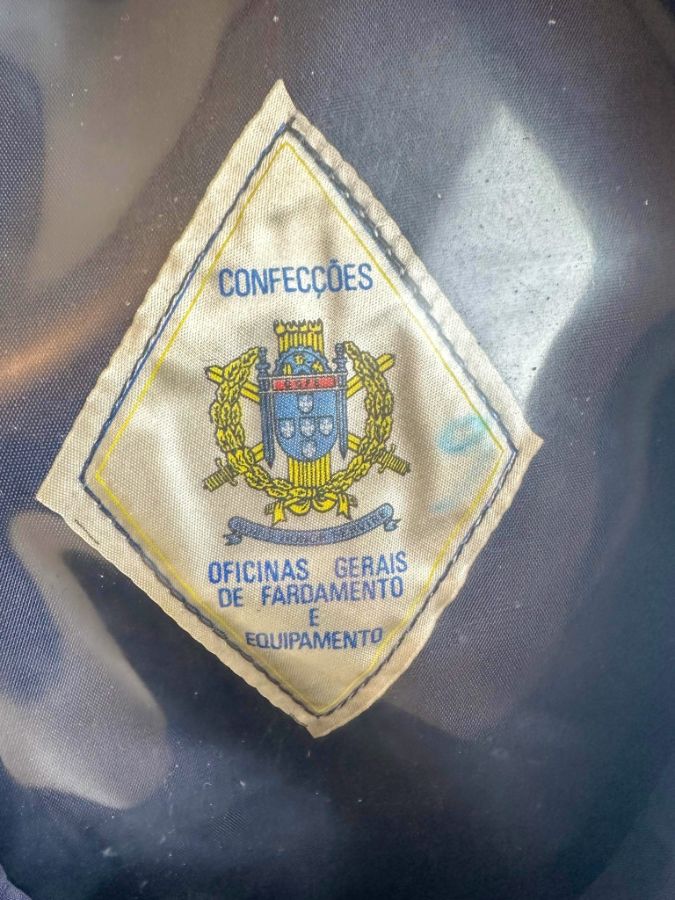 CONFECÇÕES
OFICINAS GERAIS
DE FARDAMENTO
E
EQUIPAMENTO